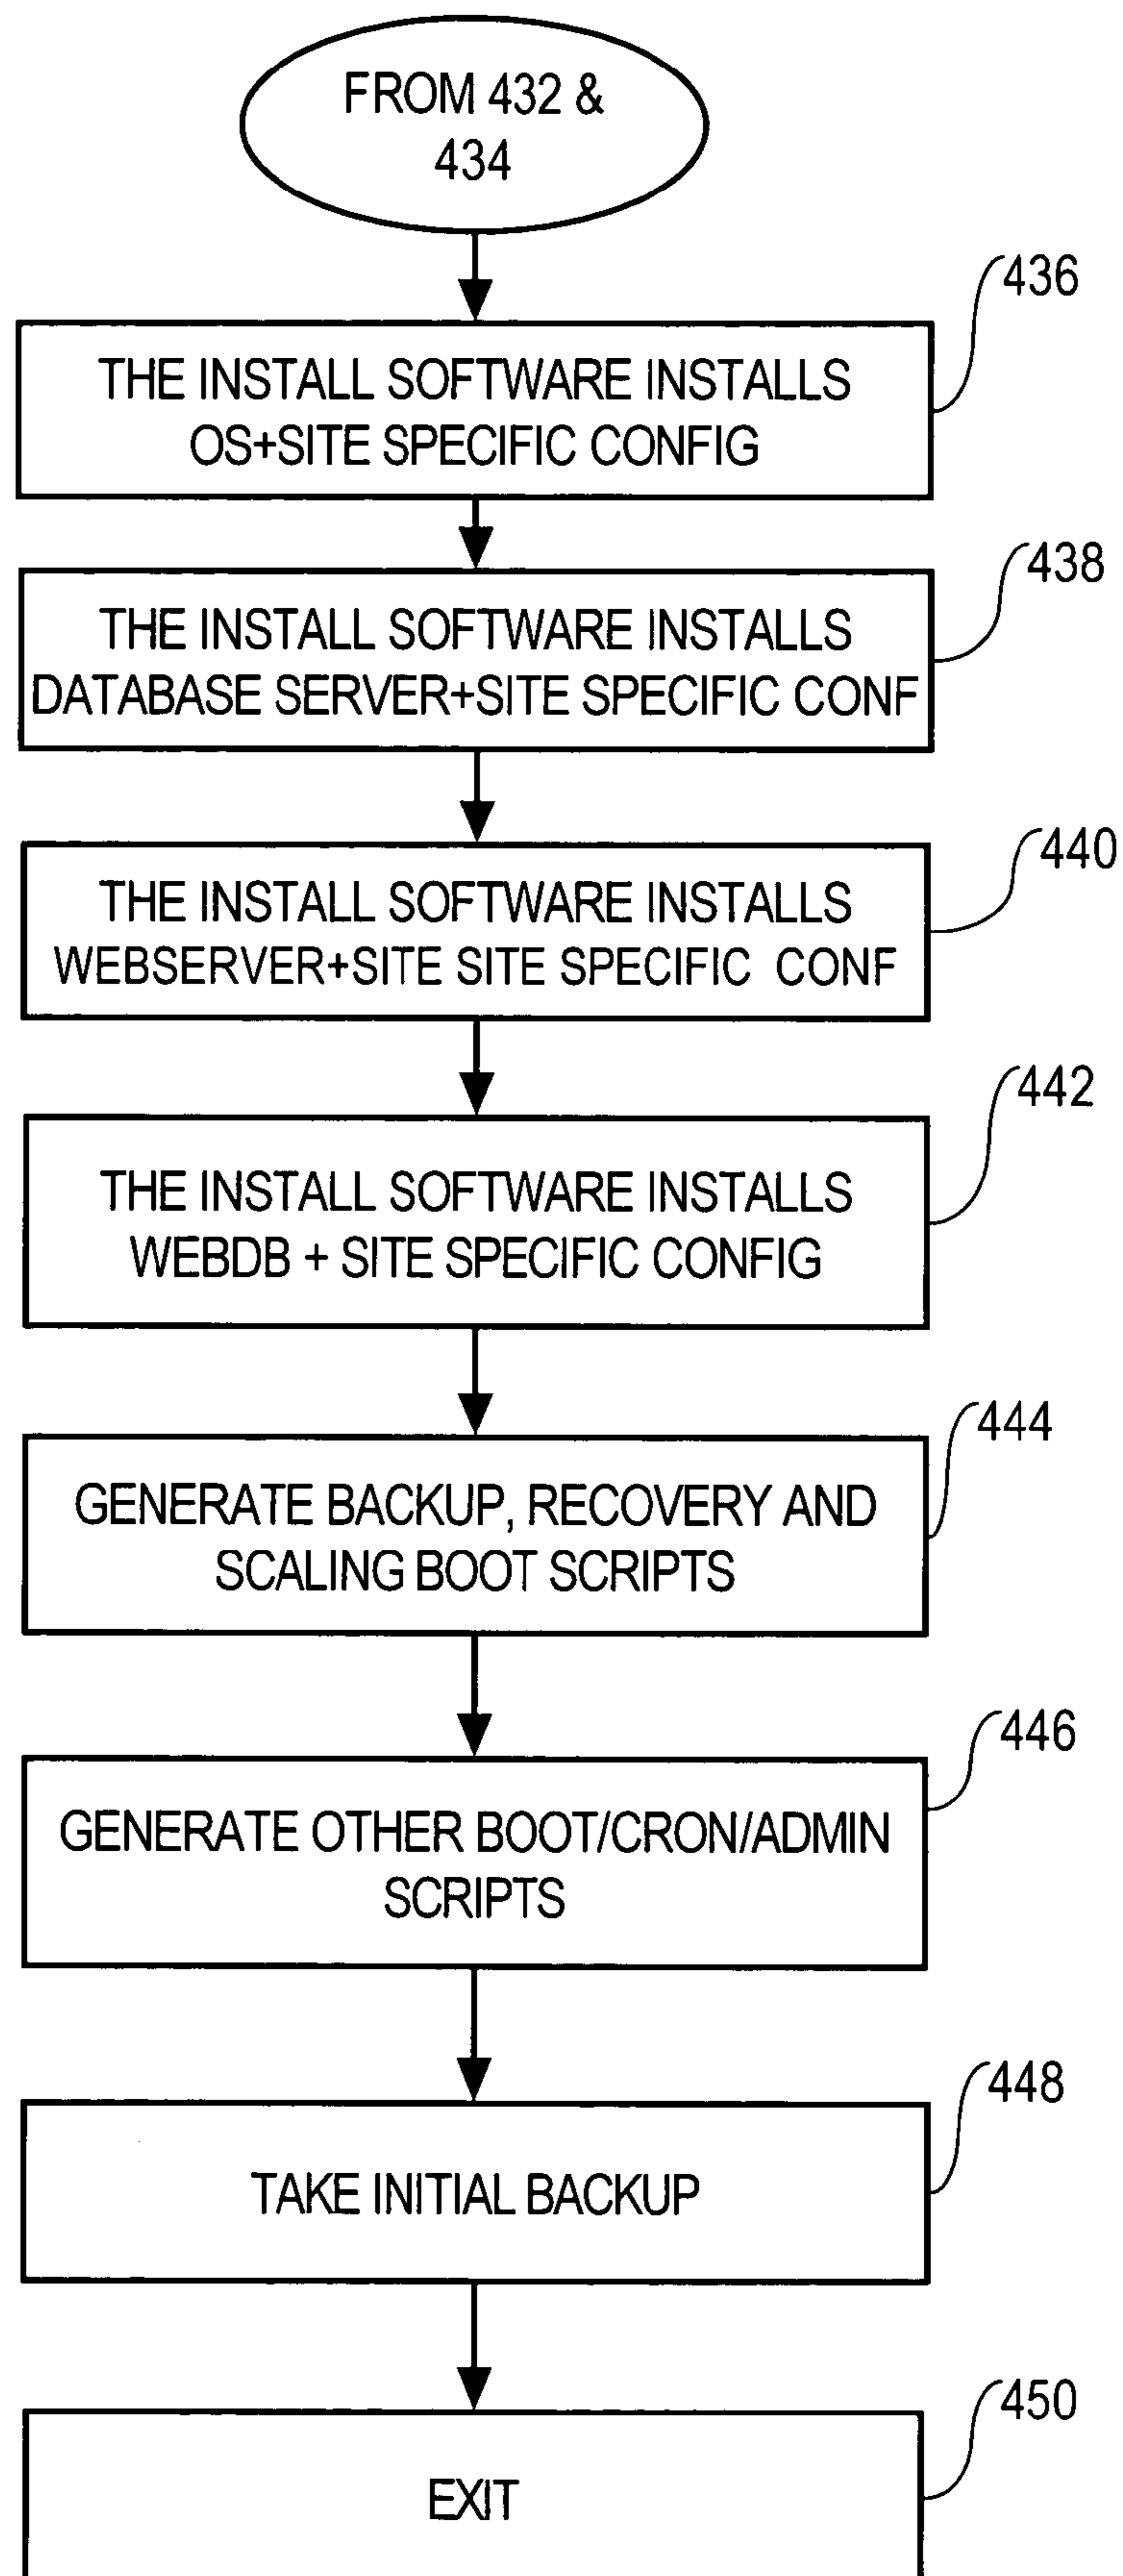 FROM 432 &
434
436
THE INSTALL SOFTWARE INSTALLS
OS+SITE SPECIFIC CONFIG
438
THE INSTALL SOFTWARE INSTALLS
DATABASE SERVER+SITE SPECIFIC CONF
440
THE INSTALL SOFTWARE INSTALLS
WEBSERVER+SITE SITE SPECIFIC CONF
442
THE INSTALL SOFTWARE INSTALLS
WEBDB + SITE SPECIFIC CONFIG
444
GENERATE BACKUP, RECOVERY AND
SCALING BOOT SCRIPTS
446
GENERATE OTHER BOOT/CRON/ADMIN
SCRIPTS
448
TAKE INITIAL BACKUP
450
EXIT